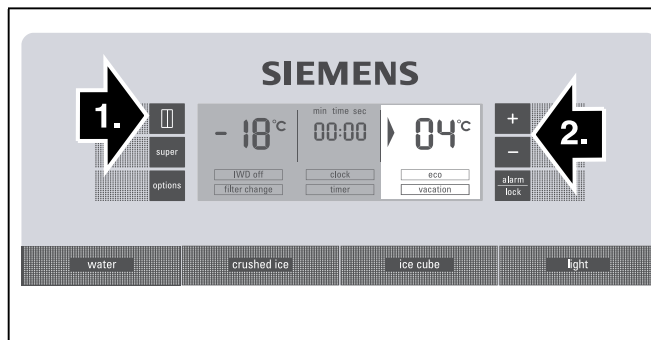 SIEMENS
1.
super
options
- 18°C
min time sec
00:00
04°C
IWD off
clock
eco
filter change
timer
vacation
+
−
2.
alarm
lock
water
crushed ice
ice cube
light